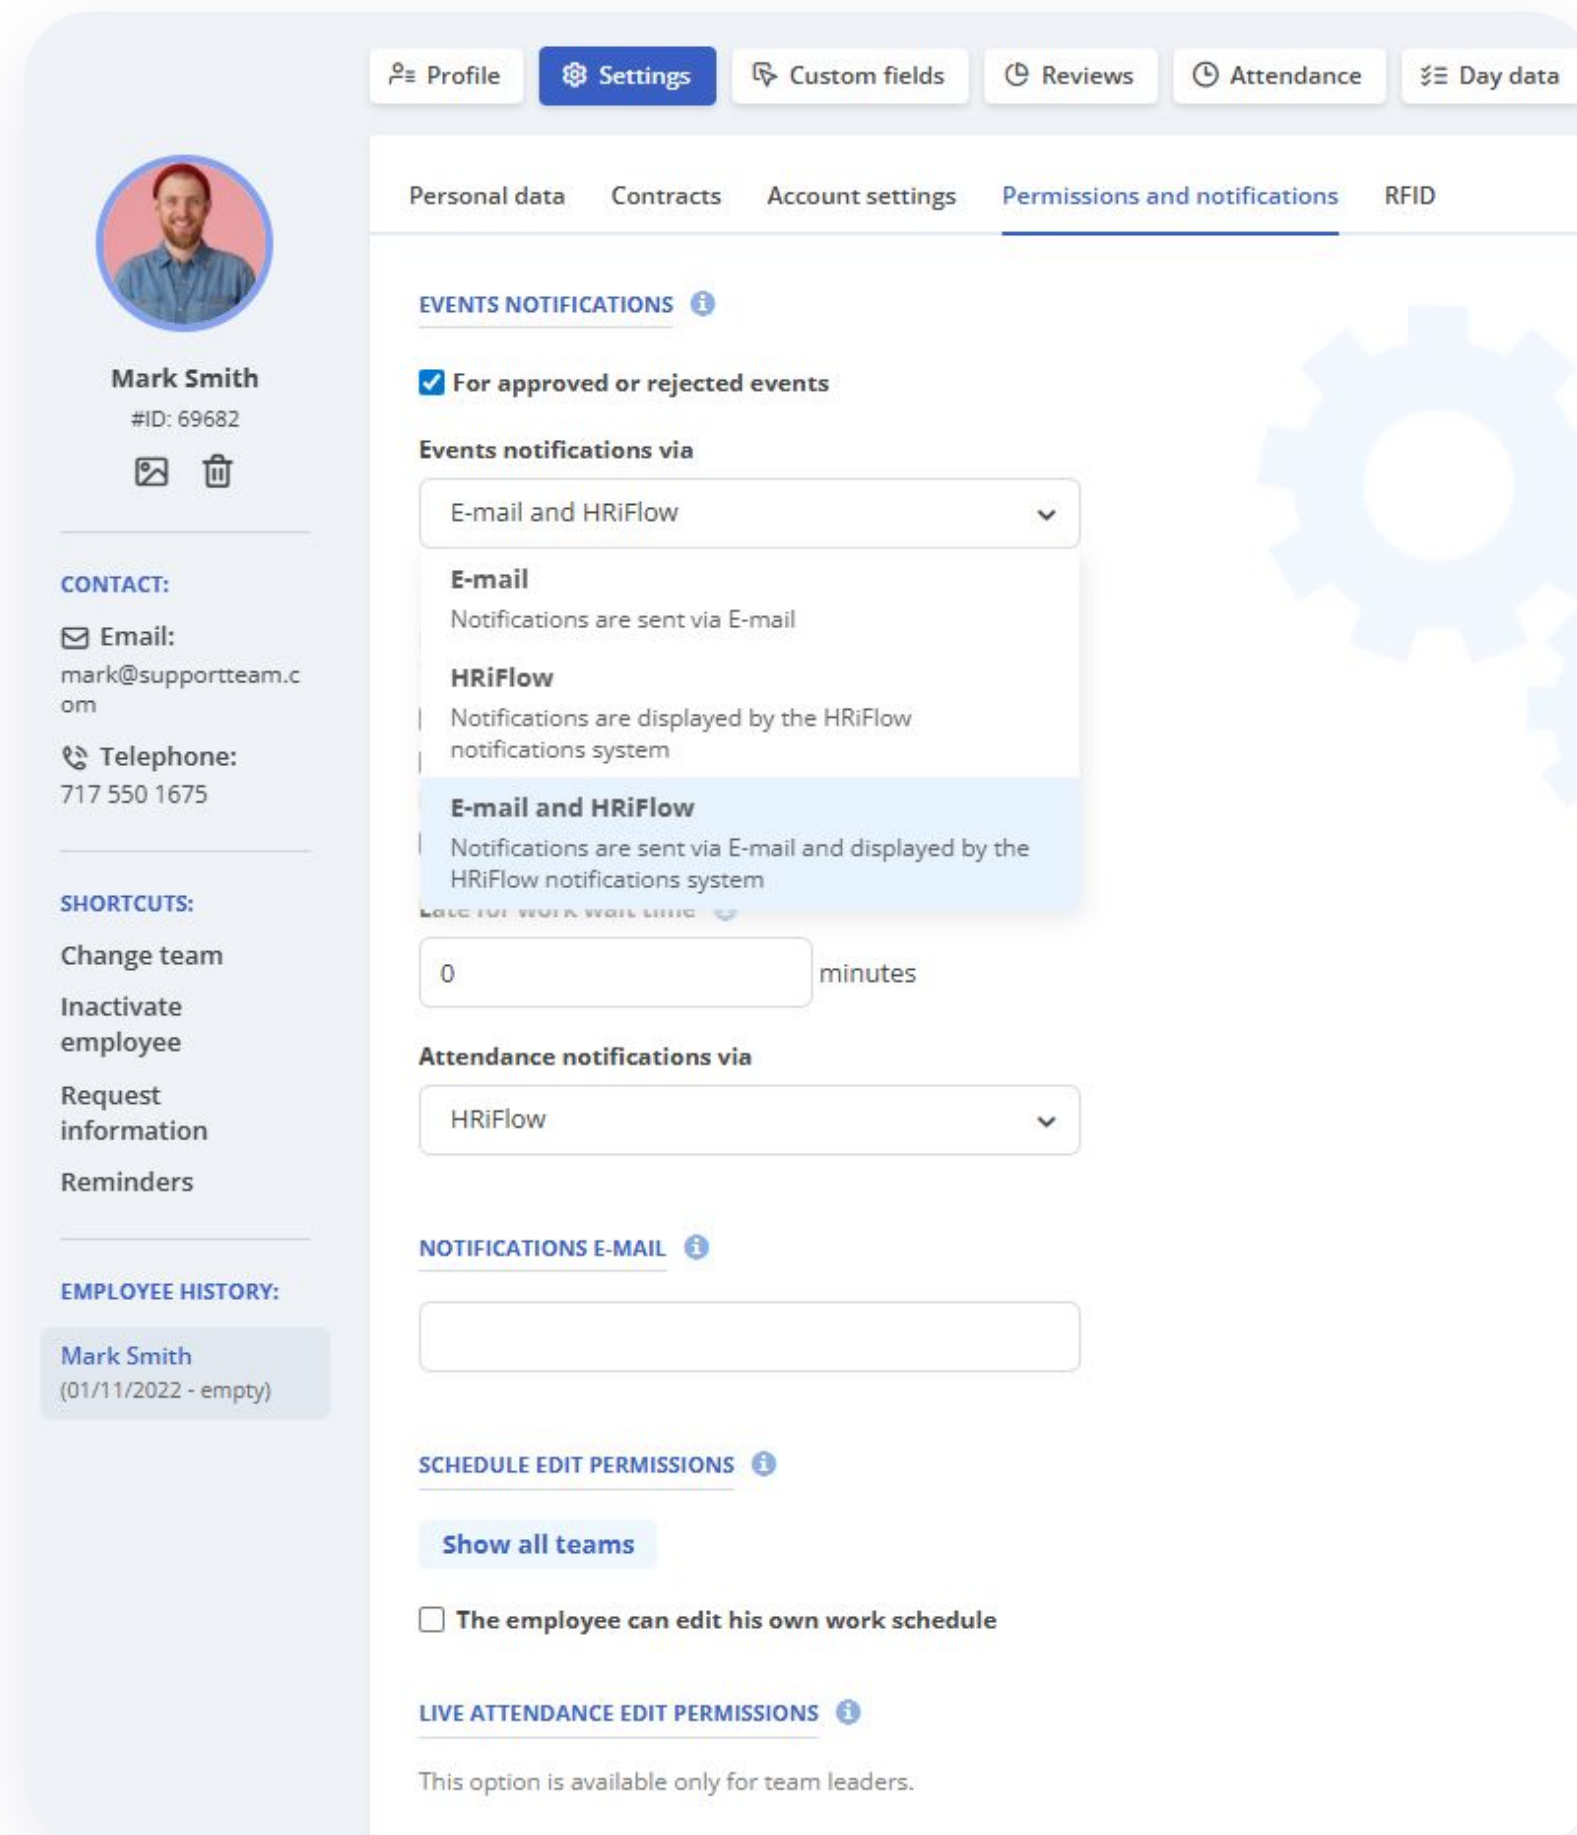 Profile
Settings
Custom fields
Reviews
Attendance
Day data
Mark Smith
#ID: 69682
CONTACT:
Email:
mark@supportteam.c
om
Telephone:
717 550 1675
SHORTCUTS:
Change team
Inactivate
employee
Request
information
Reminders
EMPLOYEE HISTORY:
Mark Smith
(01/11/2022 - empty)
Personal data
Contracts
Account settings
Permissions and notifications
RFID
EVENTS NOTIFICATIONS
For approved or rejected events
Events notifications via
E-mail and HRiFlow
E-mail
Notifications are sent via E-mail
HRiFlow
Notifications are displayed by the HRiFlow
notifications system
E-mail and HRiFlow
Notifications are sent via E-mail and displayed by the
HRiFlow notifications system
Late for work wait time
0
minutes
Attendance notifications via
HRiFlow
NOTIFICATIONS E-MAIL
SCHEDULE EDIT PERMISSIONS
Show all teams
The employee can edit his own work schedule
LIVE ATTENDANCE EDIT PERMISSIONS
This option is available only for team leaders.